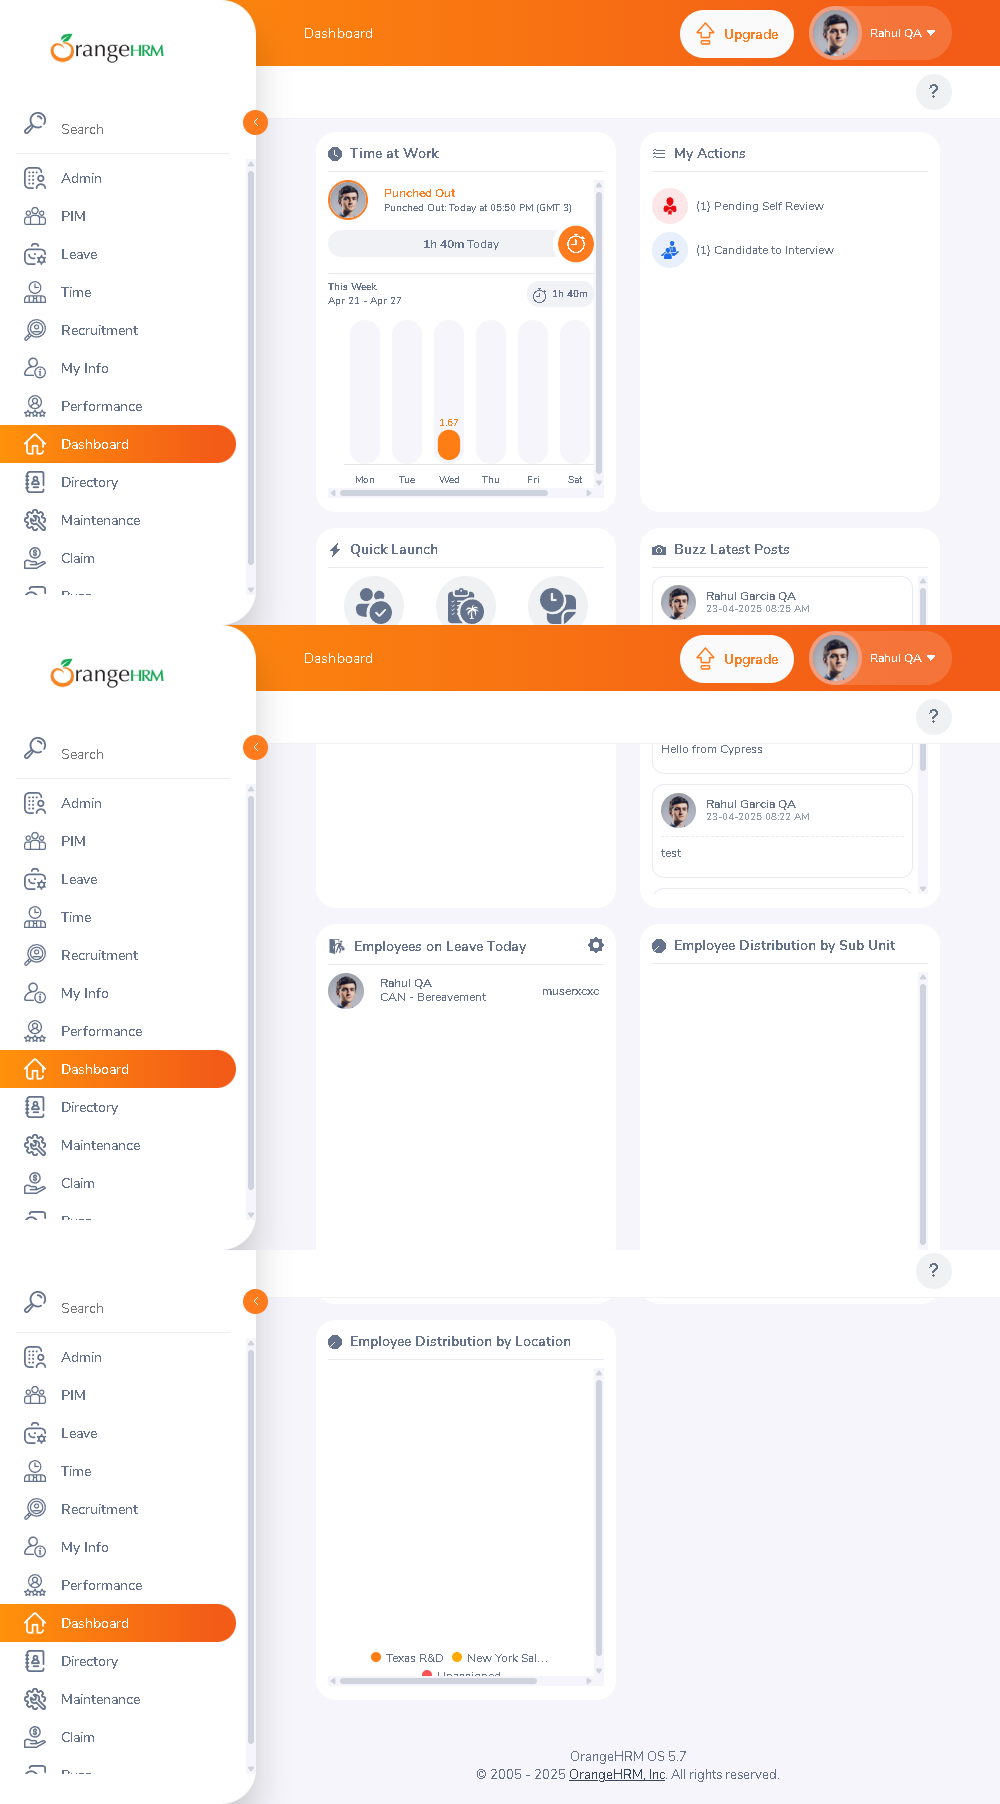 OrangeHRM
Dashboard
Upgrade
Rahul QA
?
Search
Admin
PIM
Leave
Time
Recruitment
My Info
Performance
Dashboard
Directory
Maintenance
Claim
Time at Work
Punched Out
Punched Out: Today at 05:50 PM (GMT 3)
1h 40m Today
This Week
Apr 21 - Apr 27
1h 40m
1.67
Mon Tue Wed Thu Fri Sat
My Actions
(1) Pending Self Review
(1) Candidate to Interview
Quick Launch
Buzz Latest Posts
Rahul Garcia QA
23-04-2025 08:25 AM
OrangeHRM
Dashboard
Upgrade
Rahul QA
?
Search
Admin
PIM
Leave
Time
Recruitment
My Info
Performance
Dashboard
Directory
Maintenance
Claim
Hello from Cypress
Rahul Garcia QA
23-04-2025 08:22 AM
test
Employees on Leave Today
Rahul QA
CAN - Bereavement
muserxcxc
Employee Distribution by Sub Unit
?
Search
Admin
PIM
Leave
Time
Recruitment
My Info
Performance
Dashboard
Directory
Maintenance
Claim
Employee Distribution by Location
Texas R&D
New York Sal...
Unassigned
OrangeHRM OS 5.7
© 2005 - 2025 OrangeHRM, Inc. All rights reserved.